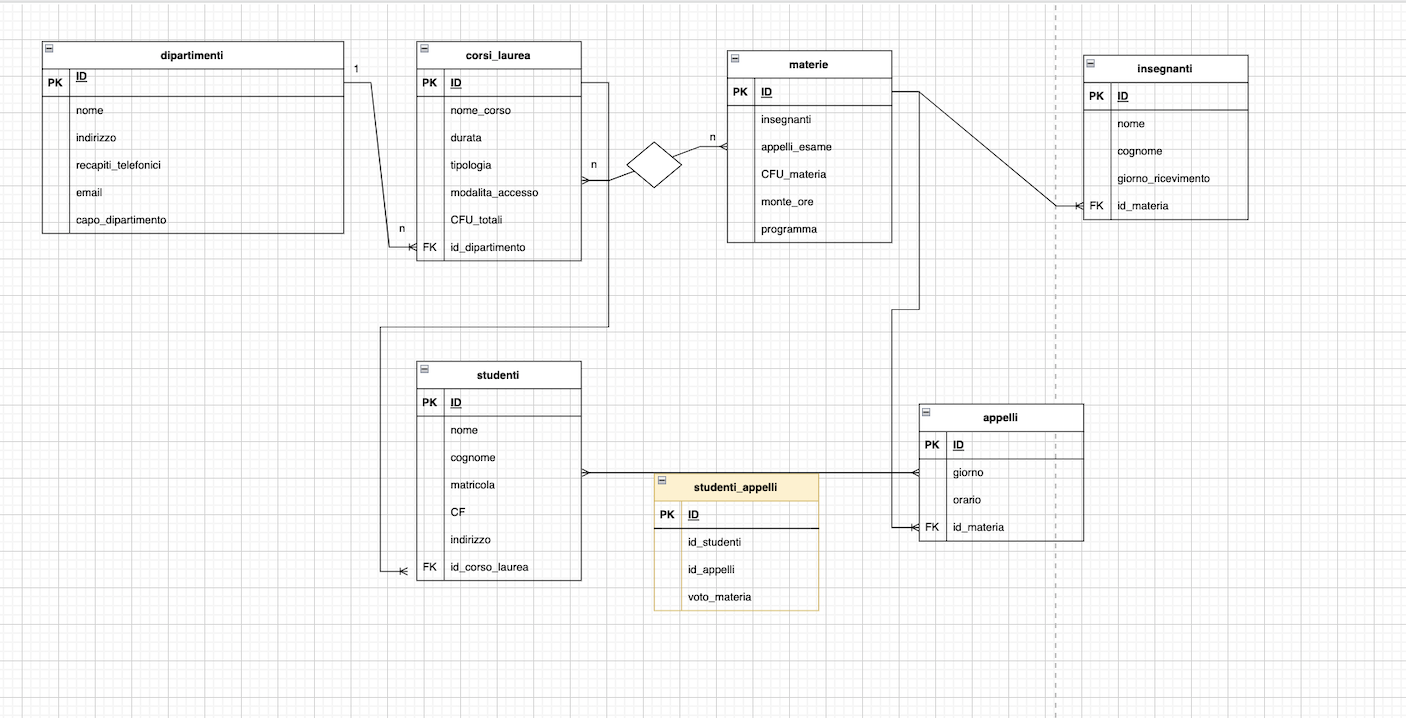 dipartimenti
PK ID
nome
indirizzo
recapiti_telefonici
email
capo_dipartimento
1
n
corsi_laurea
PK ID
nome_corso
durata
tipologia
modalita_accesso
CFU_totali
FK id_dipartimento
n
n
materie
PK ID
insegnanti
appelli_esame
CFU_materia
monte_ore
programma
insegnanti
PK ID
nome
cognome
giorno_ricevimento
FK id_materia
studenti
PK ID
nome
cognome
matricola
CF
indirizzo
FK id_corso_laurea
studenti_appelli
PK ID
id_studenti
id_appelli
voto_materia
appelli
PK ID
giorno
orario
FK id_materia